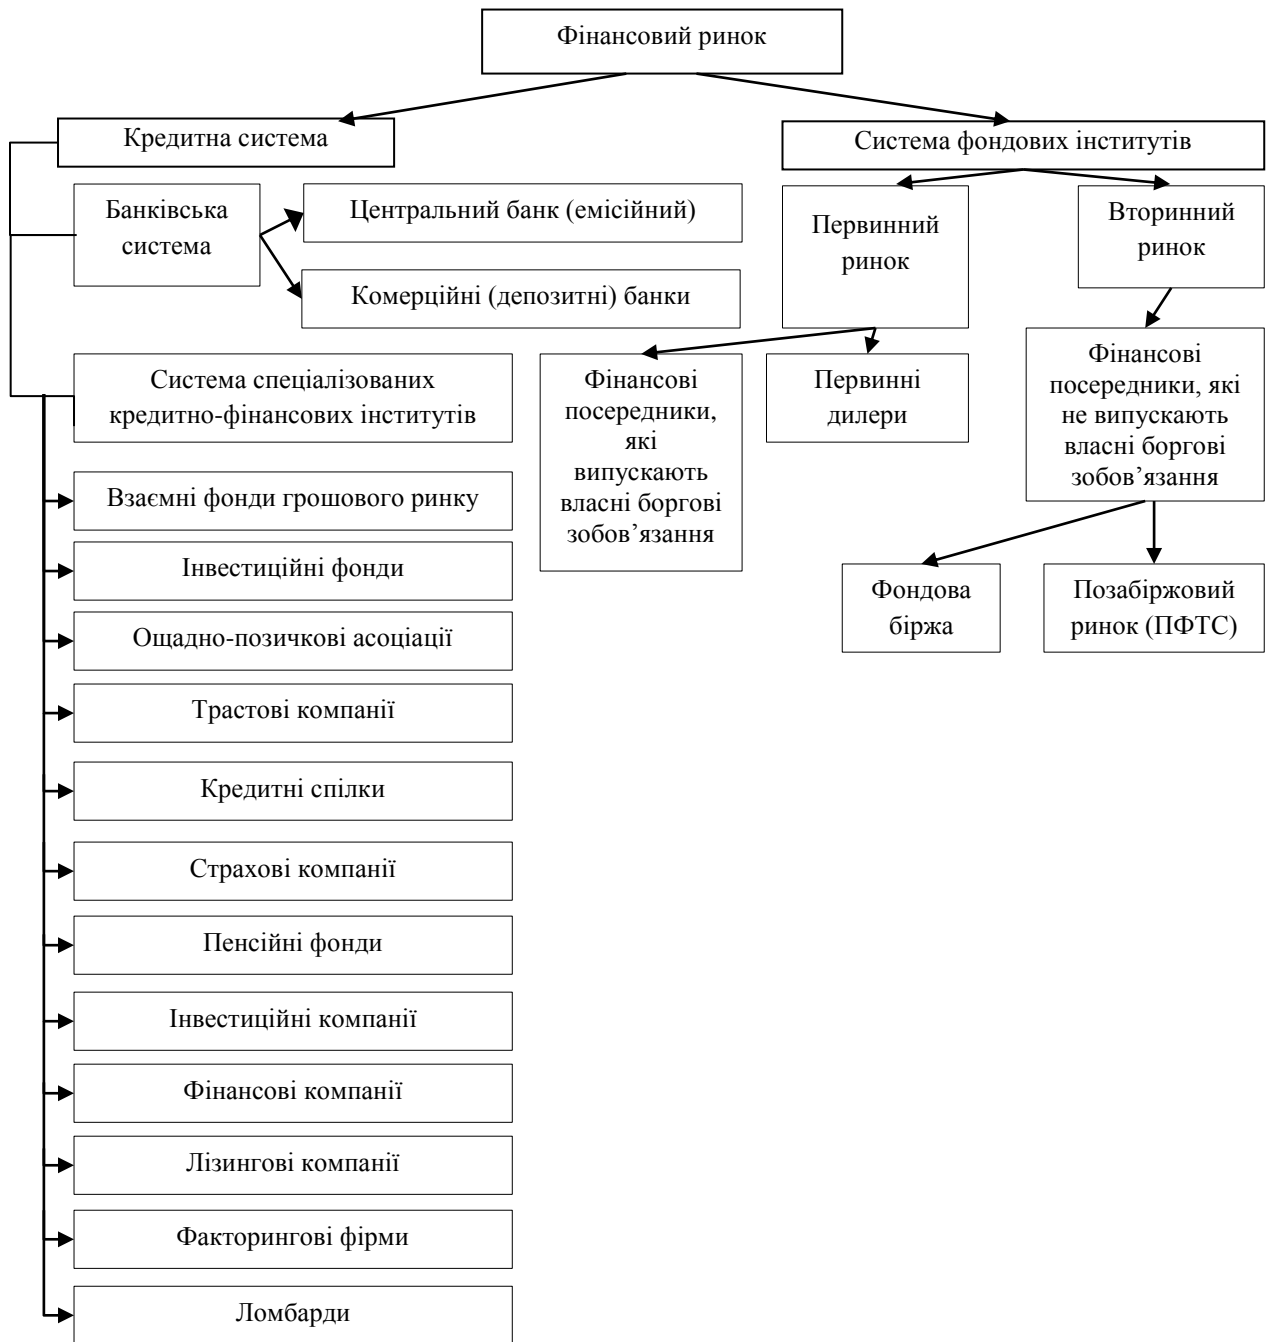 Фінансовий ринок
Кредитна система
Система фондових інститутів
Банківська
система
Центральний банк (емісійний)
Комерційні (депозитні) банки
Первинний
ринок
Вторинний
ринок
Система спеціалізованих
кредитно-фінансових інститутів
Фінансові
посередники,
які
випускають
власні боргові
зобов’язання
Первинні
дилери
Фінансові
посередники, які
не випускають
власні боргові
зобов’язання
Фондова
біржа
Позабіржовий
ринок (ПФТС)
Взаємні фонди грошового ринку
Інвестиційні фонди
Ощадно-позичкові асоціації
Трастові компанії
Кредитні спілки
Страхові компанії
Пенсійні фонди
Інвестиційні компанії
Фінансові компанії
Лізингові компанії
Факторингові фірми
Ломбарди